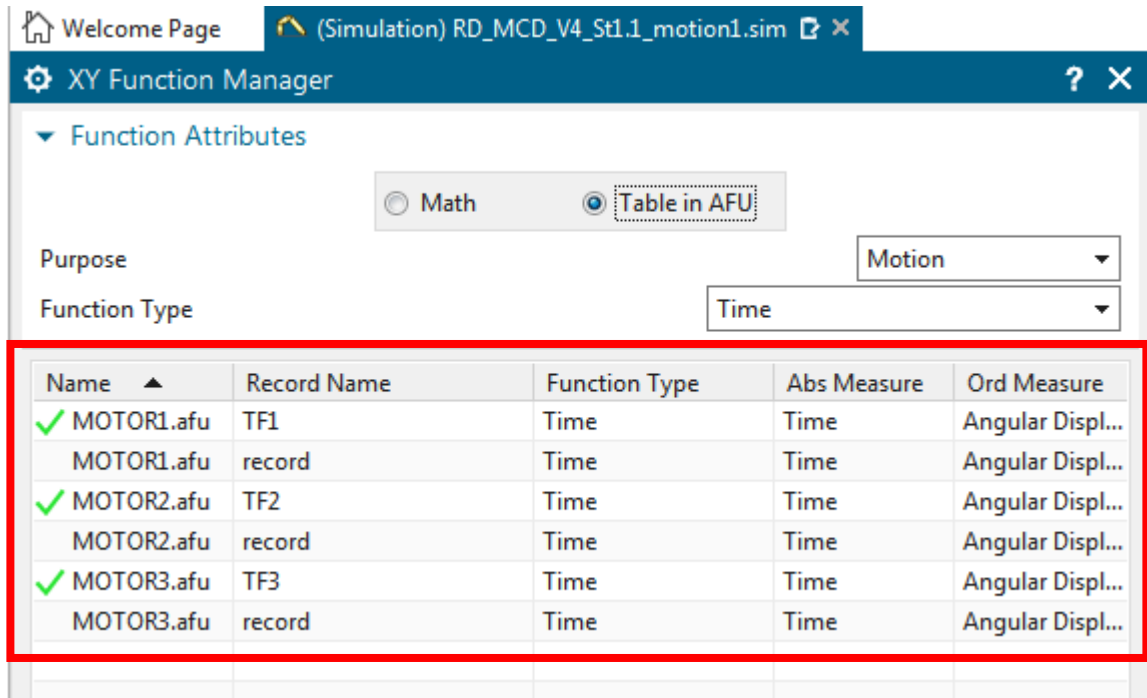 Welcome Page (Simulation) RD_MCD_V4_St1.1_motion1.sim
XY Function Manager ?
Function Attributes
Math Table in AFU
Purpose Motion
Function Type Time
Name Record Name Function Type Abs Measure Ord Measure
MOTOR1.afu TF1 Time Time Angular Displ...
MOTOR1.afu record Time Time Angular Displ...
MOTOR2.afu TF2 Time Time Angular Displ...
MOTOR2.afu record Time Time Angular Displ...
MOTOR3.afu TF3 Time Time Angular Displ...
MOTOR3.afu record Time Time Angular Displ...